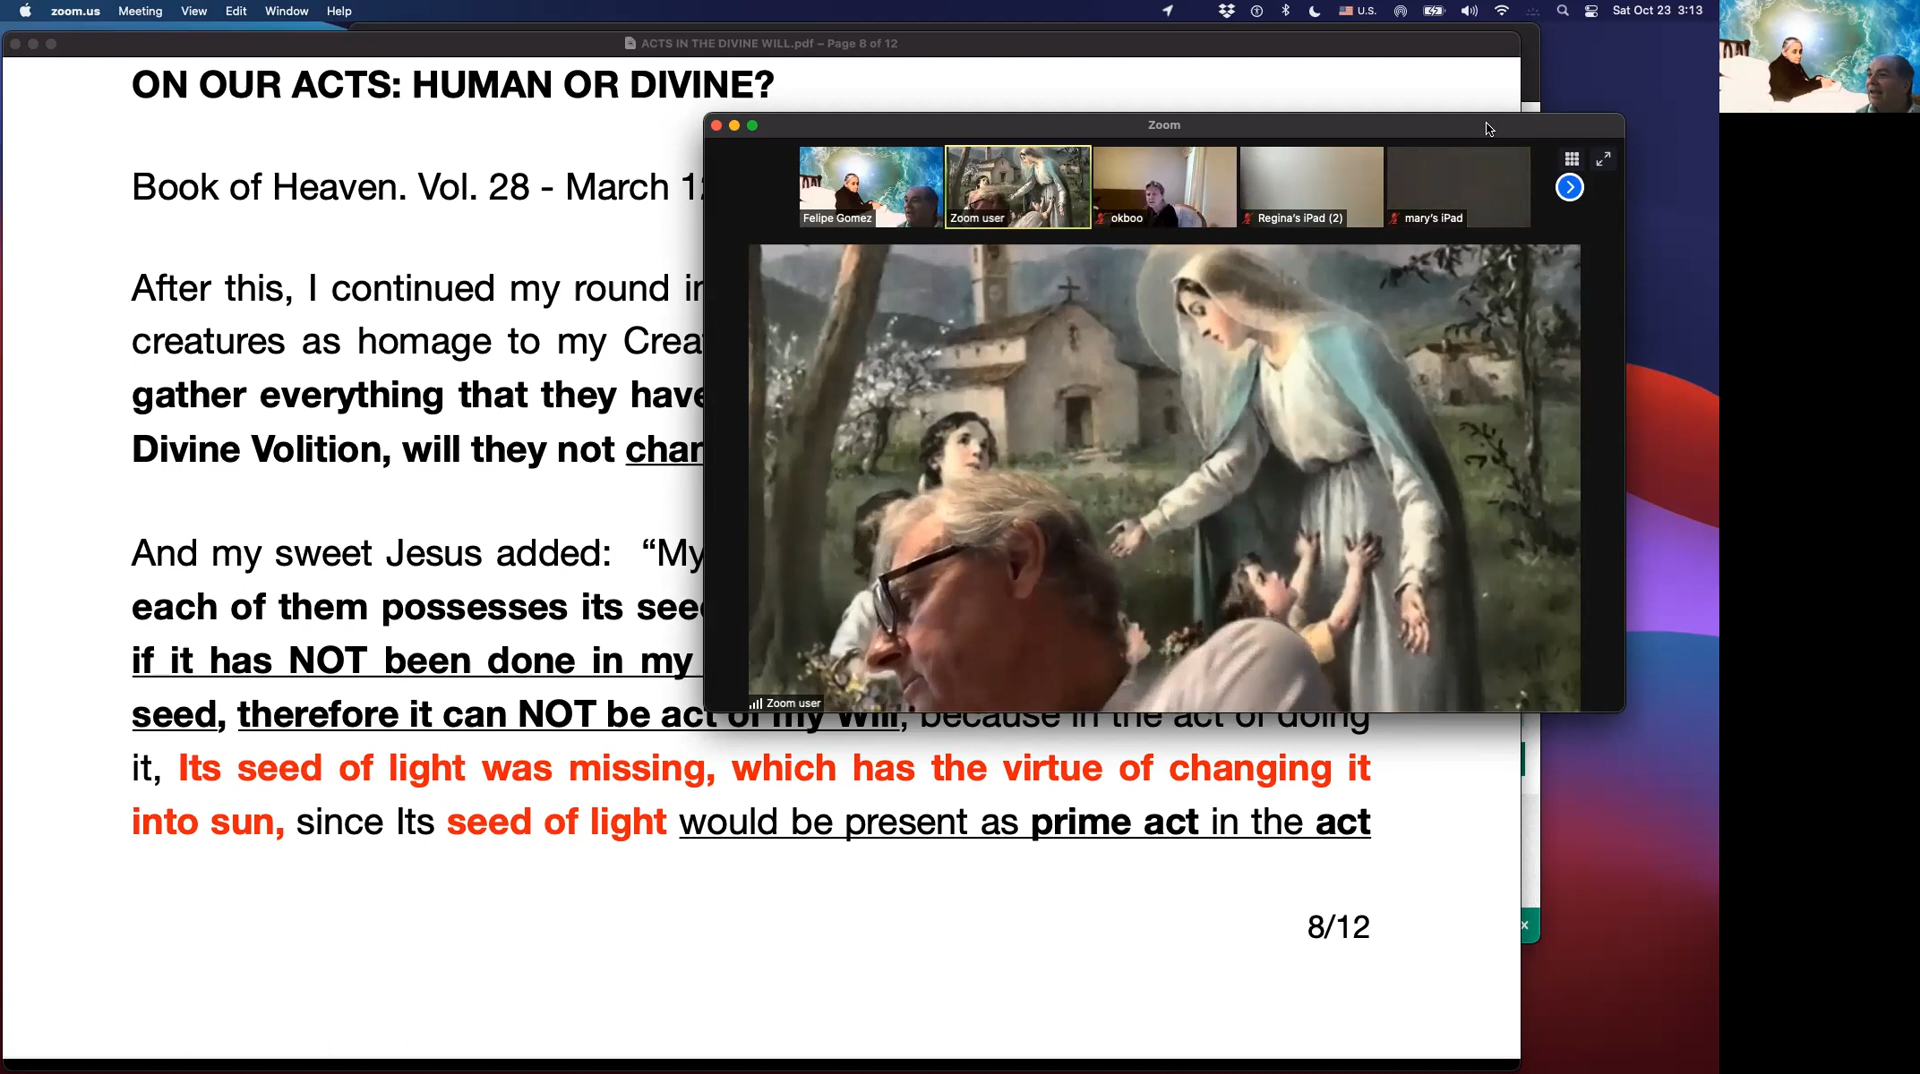 zoom.us Meeting View Edit Window Help U.S. Sat Oct 23 3:13
ACTS IN THE DIVINE WILL.pdf – Page 8 of 12
ON OUR ACTS: HUMAN OR DIVINE?
Zoom
Felipe Gomez Zoom user okboo Regina's iPad (2) mary's iPad
Book of Heaven. Vol. 28 - March
After this, I continued my round
creatures as homage to my
gather everything that they have
Divine Volition, will they not
And my sweet Jesus added: “My
each of them possesses its
if it has NOT been done in my
Zoom user
seed, therefore it can NOT be act of my Will, because in the act of doing
it, Its seed of light was missing, which has the virtue of changing it
into sun, since Its seed of light would be present as prime act in the act
8/12